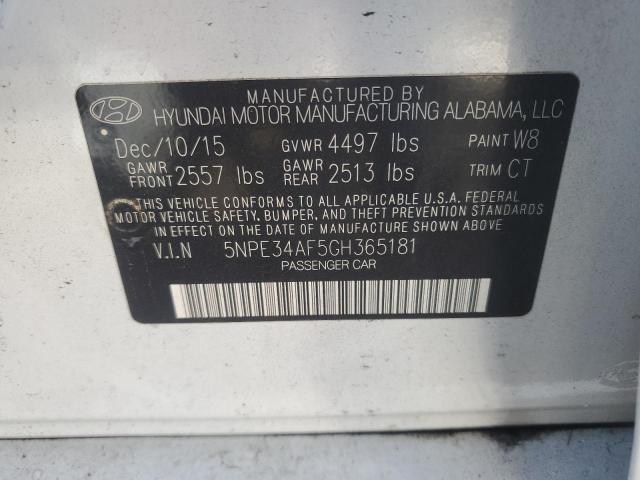 MANUFACTURED BY
HYUNDAI MOTOR MANUFACTURING ALABAMA, LLC
Dec/10/15 GVWR 4497 lbs PAINT W8
GAWR FRONT 2557 lbs GAWR REAR 2513 lbs TRIM CT
THIS VEHICLE CONFORMS TO ALL APPLICABLE U.S.A. FEDERAL
MOTOR VEHICLE SAFETY, BUMPER, AND THEFT PREVENTION STANDARDS
IN EFFECT ON THE DATE OF MANUFACTURE SHOWN ABOVE
V.I.N 5NPE34AF5GH365181
PASSENGER CAR